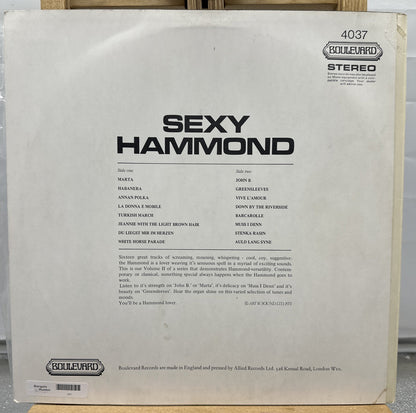 4037
BOULEVARD
STEREO
SEXY
HAMMOND
Side one
MARTA
HABANERA
ANNAN POLKA
LA DONNA E MOBILE
TURKISH MARCH
JEANNIE WITH THE LIGHT BROWN HAIR
DU LIEGST MIR IM HERZEN
WHITE HORSE PARADE
Side two
JOHN B
GREENSLEEVES
VIVE L'AMOUR
DOWN BY THE RIVERSIDE
BARCAROLLE
MUSS I DENN
STENKA RASIN
AULD LANG SYNE
Sixteen great tracks of screaming, moaning, whispering - cool, coy, suggestive.
the Hammond is a lover weaving it's sensuous spell in a myriad of exciting sounds.
This is our Volume II of a series that demonstrates Hammond-versatility. Contem-
porary or classical, something special always happens when the Hammond goes to
work.
Listen to it's strength on 'John B.' or 'Marta', it's delicacy on 'Muss I Denn' and it's
beauty on 'Greensleeves'. Hear the organ shine on this varied selection of tunes and
moods.
You'll be a Hammond lover.
BOULEVARD
Boulevard Records are made in England and pressed by Allied Records Ltd. 326 Kensal Road, London W10.